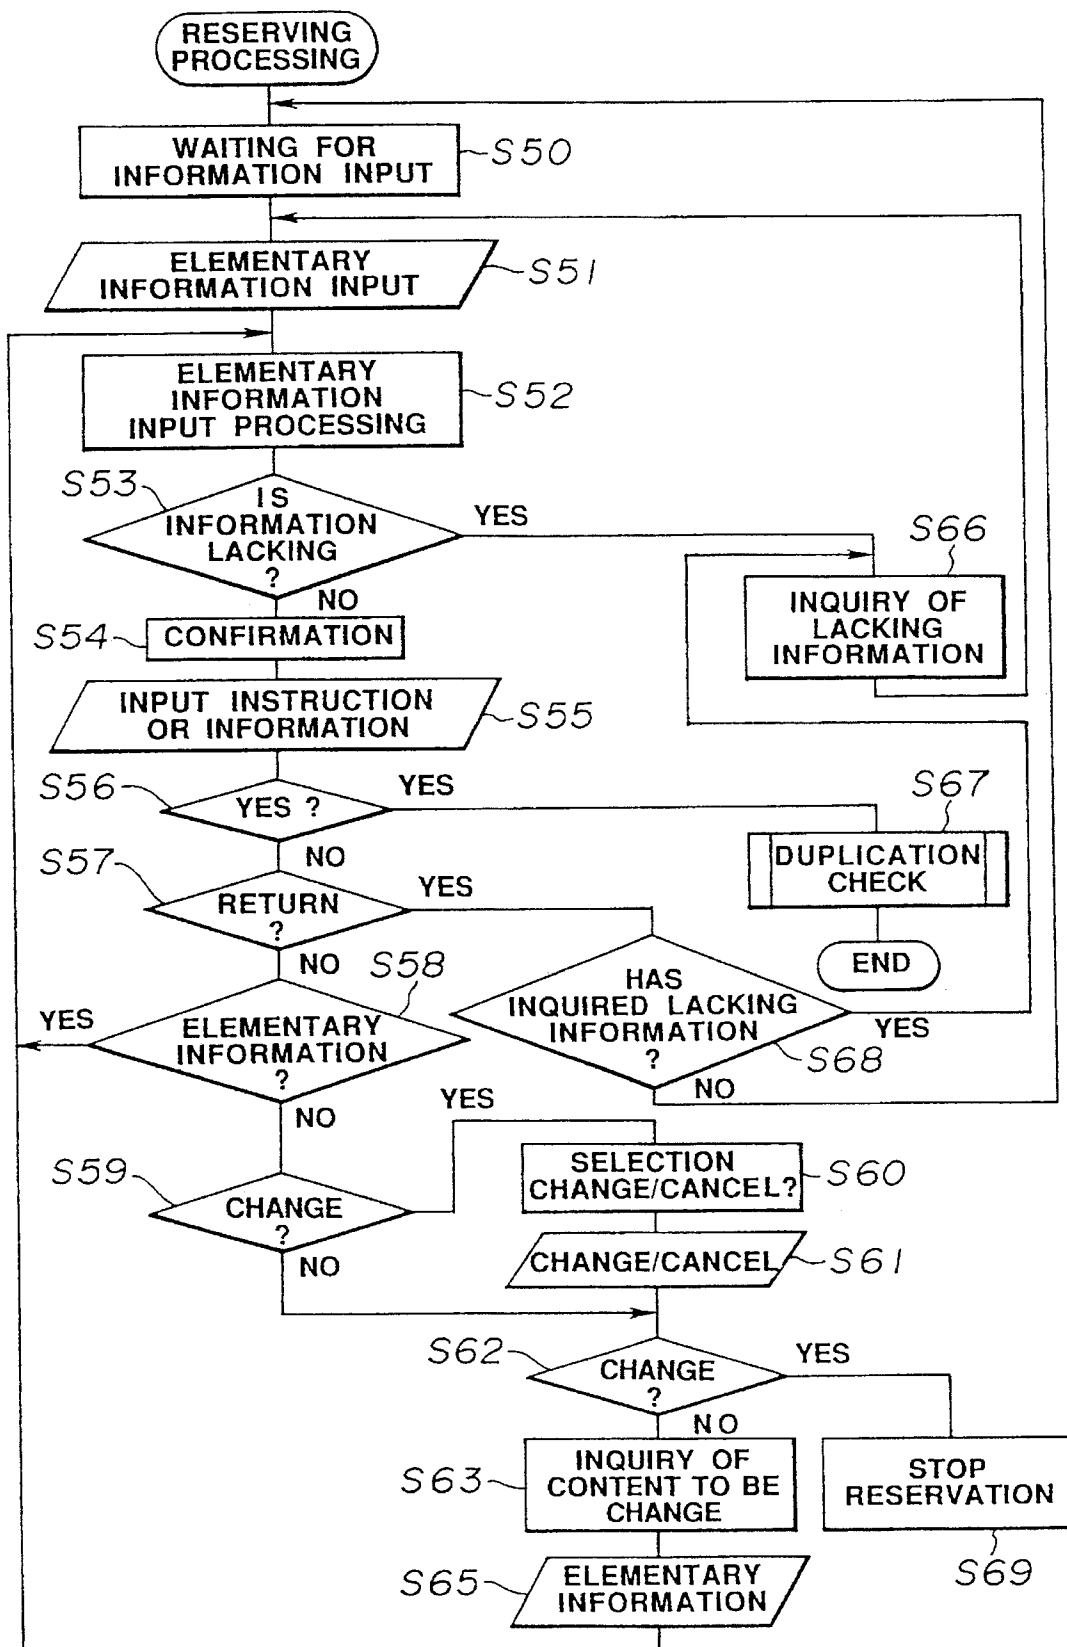 RESERVING
PROCESSING
WAITING FOR
INFORMATION INPUT
S50
ELEMENTARY
INFORMATION INPUT
S51
ELEMENTARY
INFORMATION
INPUT PROCESSING
S52
S53
IS
INFORMATION
LACKING
?
YES
NO
S66
INQUIRY OF
LACKING
INFORMATION
S54
CONFIRMATION
INPUT INSTRUCTION
OR INFORMATION
S55
S56
YES ?
YES
NO
S67
DUPLICATION
CHECK
END
S57
RETURN
?
YES
NO
S58
HAS
INQUIRED LACKING
INFORMATION
?
YES
S68
NO
YES
ELEMENTARY
INFORMATION
?
NO
YES
S59
CHANGE
?
NO
SELECTION
CHANGE/CANCEL?
S60
CHANGE/CANCEL
S61
S62
CHANGE
?
YES
NO
S63
INQUIRY OF
CONTENT TO BE
CHANGE
STOP
RESERVATION
S69
S65
ELEMENTARY
INFORMATION